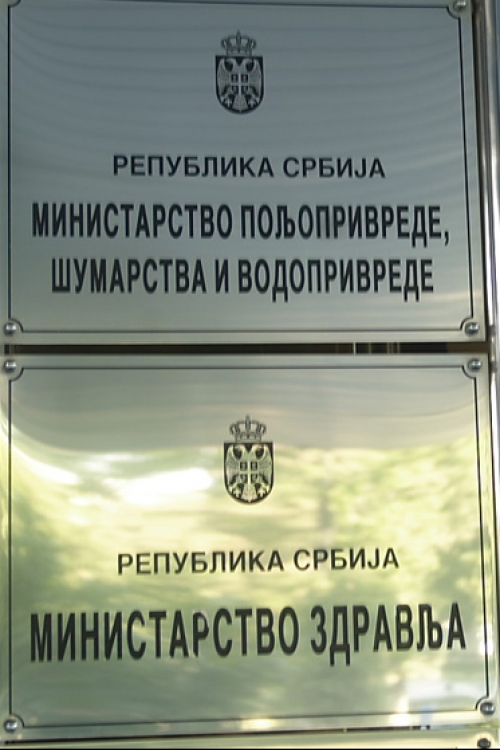 РЕПУБЛИКА СРБИЈА
МИНИСТАРСТВО ПОЉОПРИВРЕДЕ,
ШУМАРСТВА И ВОДОПРИВРЕДЕ
РЕПУБЛИКА СРБИЈА
МИНИСТАРСТВО ЗДРАВЉА